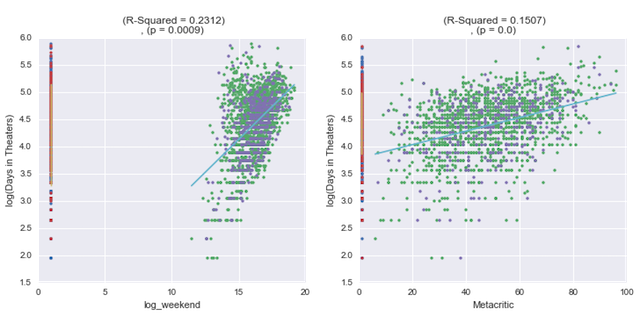 (R-Squared = 0.2312)
, (p = 0.0009)
log(Days in Theaters)
6.0
5.5
5.0
4.5
4.0
3.5
3.0
2.5
2.0
1.5
0 5 10 15 20
log_weekend
(R-Squared = 0.1507)
, (p = 0.0)
log(Days in Theaters)
6.0
5.5
5.0
4.5
4.0
3.5
3.0
2.5
2.0
1.5
0 20 40 60 80 100
Metacritic